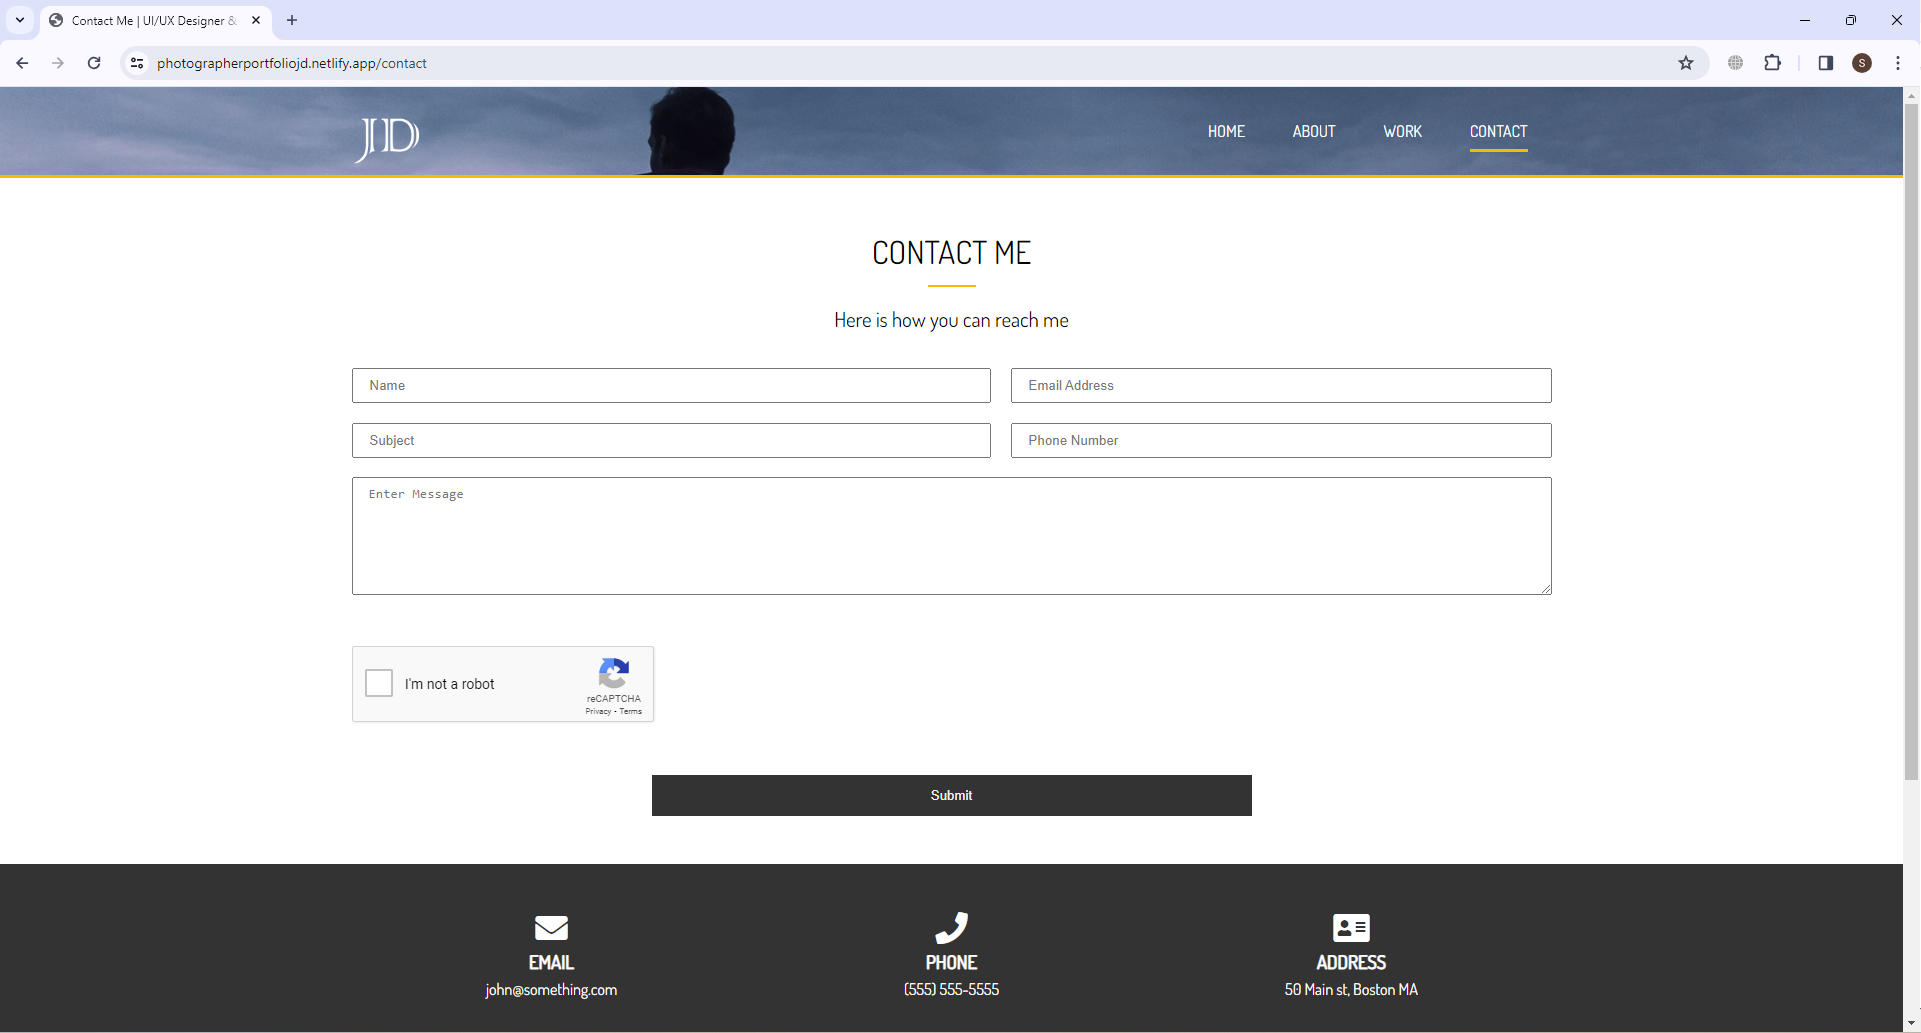 Contact Me | UI/UX Designer &
photographerportfoliojd.netlify.app/contact
S
JD
HOME ABOUT WORK CONTACT
CONTACT ME
Here is how you can reach me
Name Email Address
Subject Phone Number
Enter Message
I'm not a robot
reCAPTCHA
Privacy - Terms
Submit
EMAIL PHONE ADDRESS
john@something.com (555) 555-5555 50 Main st, Boston MA